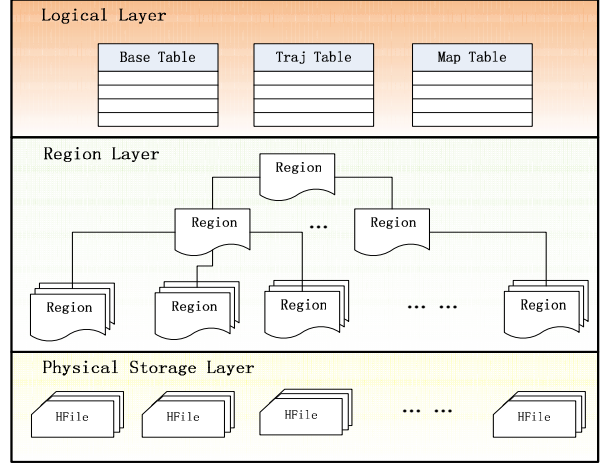 Logical Layer
Base Table
Traj Table
Map Table
Region Layer
Region
Region
...
Region
Region
Region
Region
... ...
Region
Physical Storage Layer
HFile
HFile
HFile
... ...
HFile